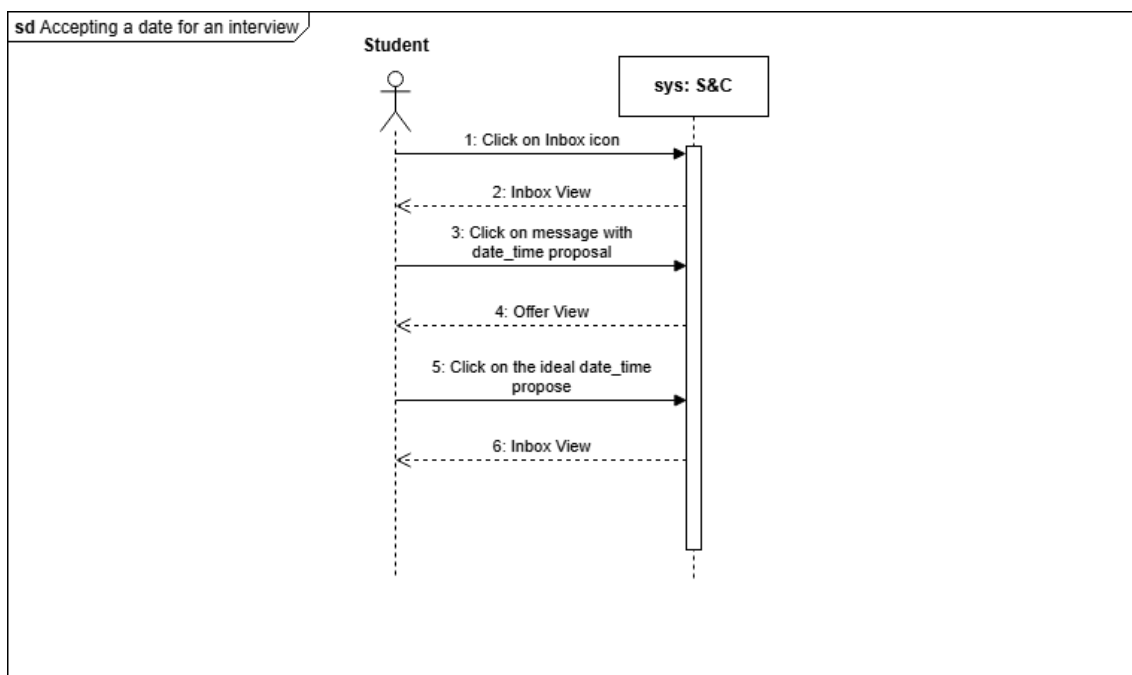 sd Accepting a date for an interview
Student
sys: S&C
1: Click on Inbox icon
2: Inbox View
3: Click on message with
date_time proposal
4: Offer View
5: Click on the ideal date_time
propose
6: Inbox View